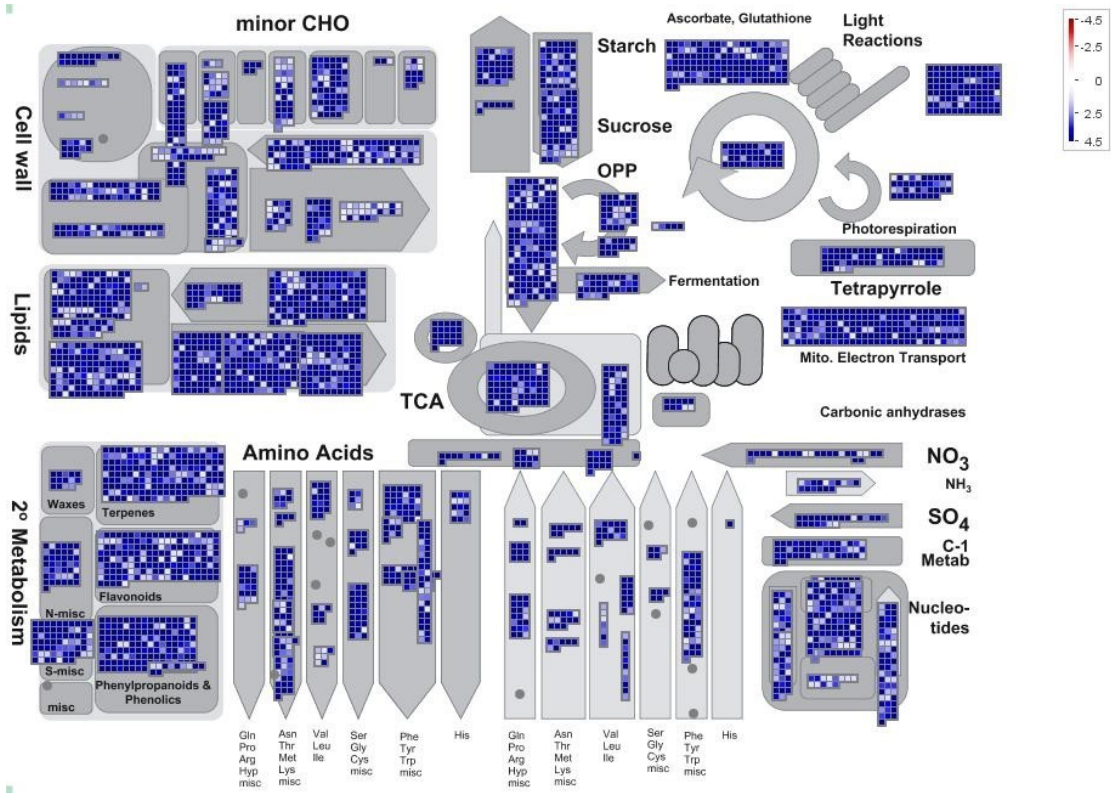 minor CHO
Cell wall
Lipids
2º Metabolism
Starch
Sucrose
OPP
Ascorbate, Glutathione
Light
Reactions
-4.5
-2.5
0
2.5
4.5
Photorespiration
Fermentation
Tetrapyrrole
Mito. Electron Transport
TCA
Carbonic anhydrases
Amino Acids
Waxes
Terpenes
N-misc
Flavonoids
S-misc
misc
Phenylpropanoids &
Phenolics
NO3
NH3
SO4
C-1
Metab
Nucleo-
tides
Gln
Pro
Arg
Hyp
misc
Asn
Thr
Met
Lys
misc
Val
Leu
Ile
Ser
Gly
Cys
misc
Phe
Tyr
Trp
misc
His
Gln
Pro
Arg
Hyp
misc
Asn
Thr
Met
Lys
misc
Val
Leu
Ile
Ser
Gly
Cys
misc
Phe
Tyr
Trp
misc
His